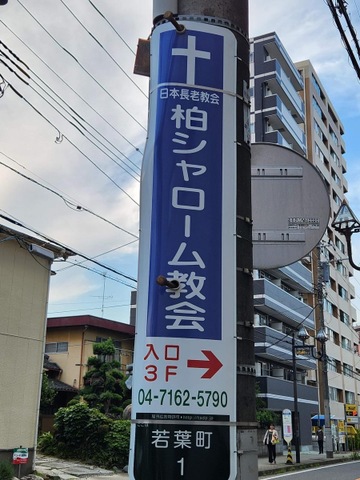 日本長老教会
柏シャローム教会
入口
3F
04-7162-5790
若葉町
1